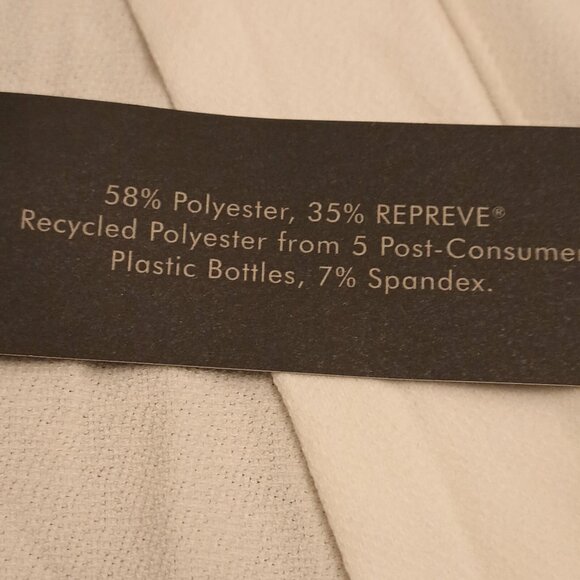 58% Polyester, 35% REPREVE®
Recycled Polyester from 5 Post-Consumer
Plastic Bottles, 7% Spandex.